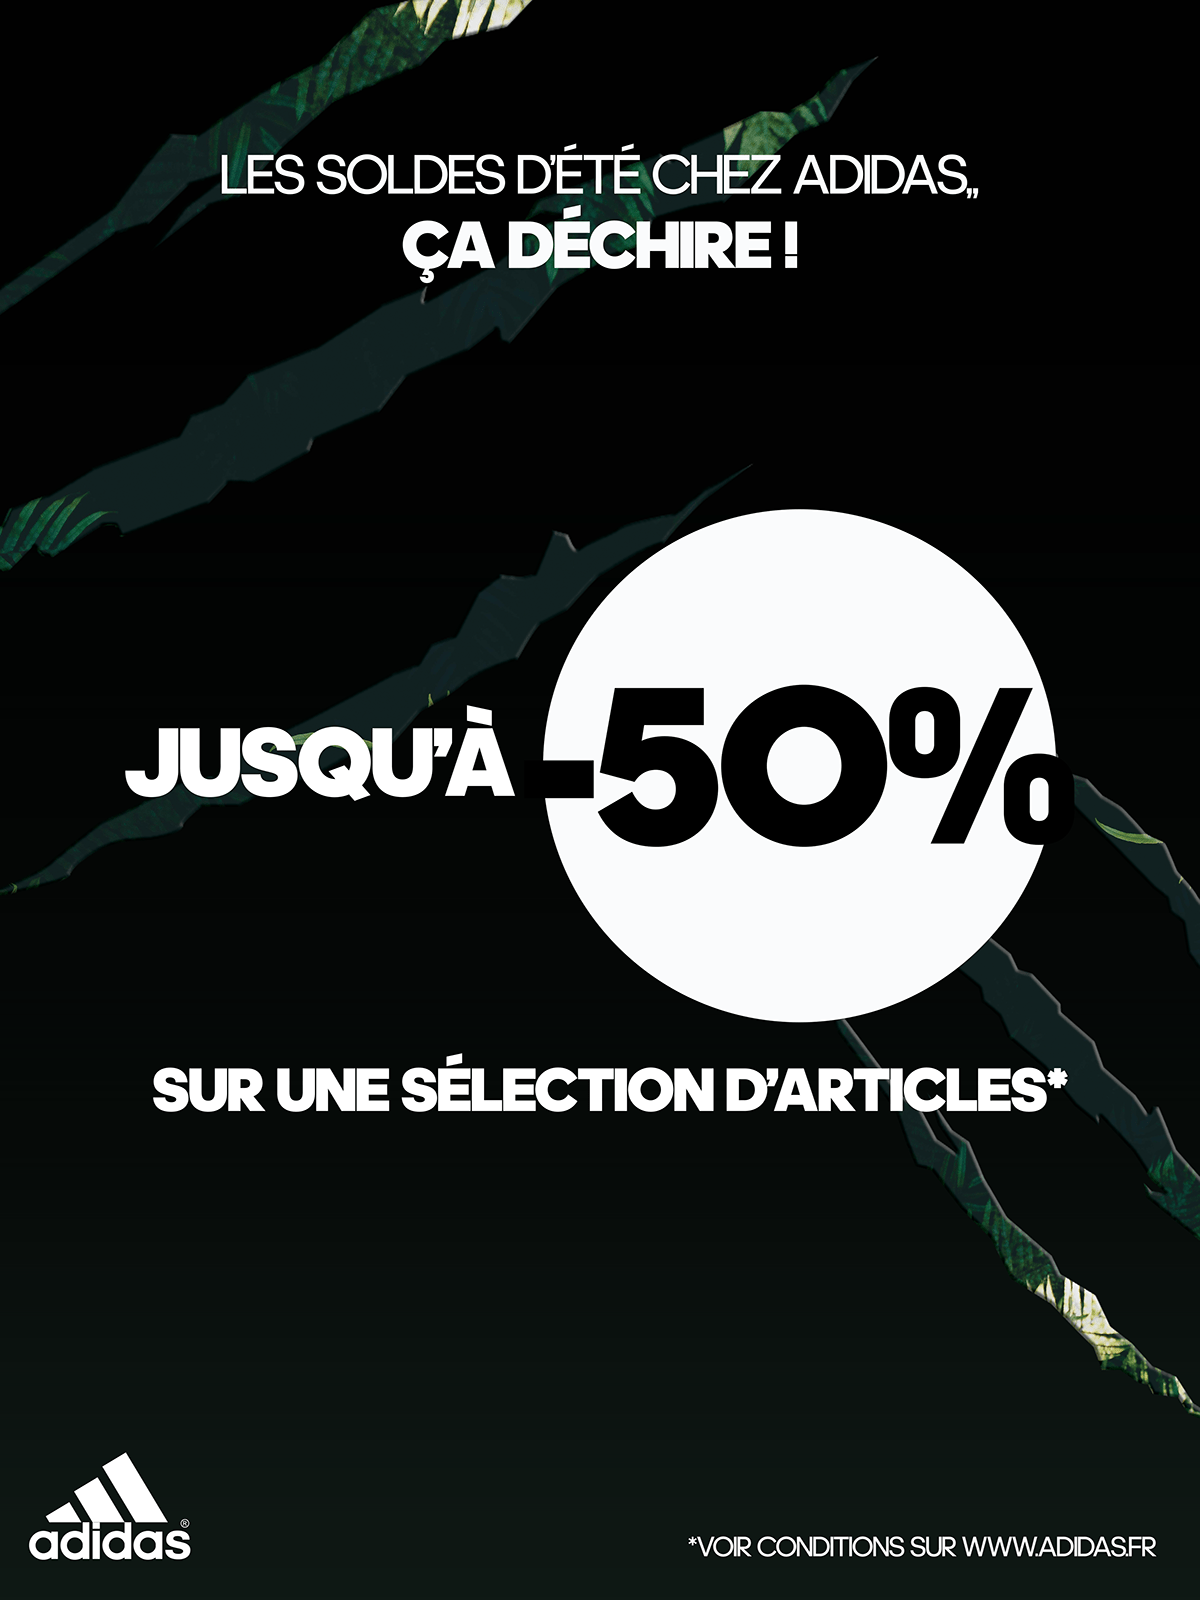 LES SOLDES D'ÉTÉ CHEZ ADIDAS,,
ÇA DÉCHIRE !
JUSQU'À -50%
SUR UNE SÉLECTION D'ARTICLES*
adidas®
*VOIR CONDITIONS SUR WWW.ADIDAS.FR